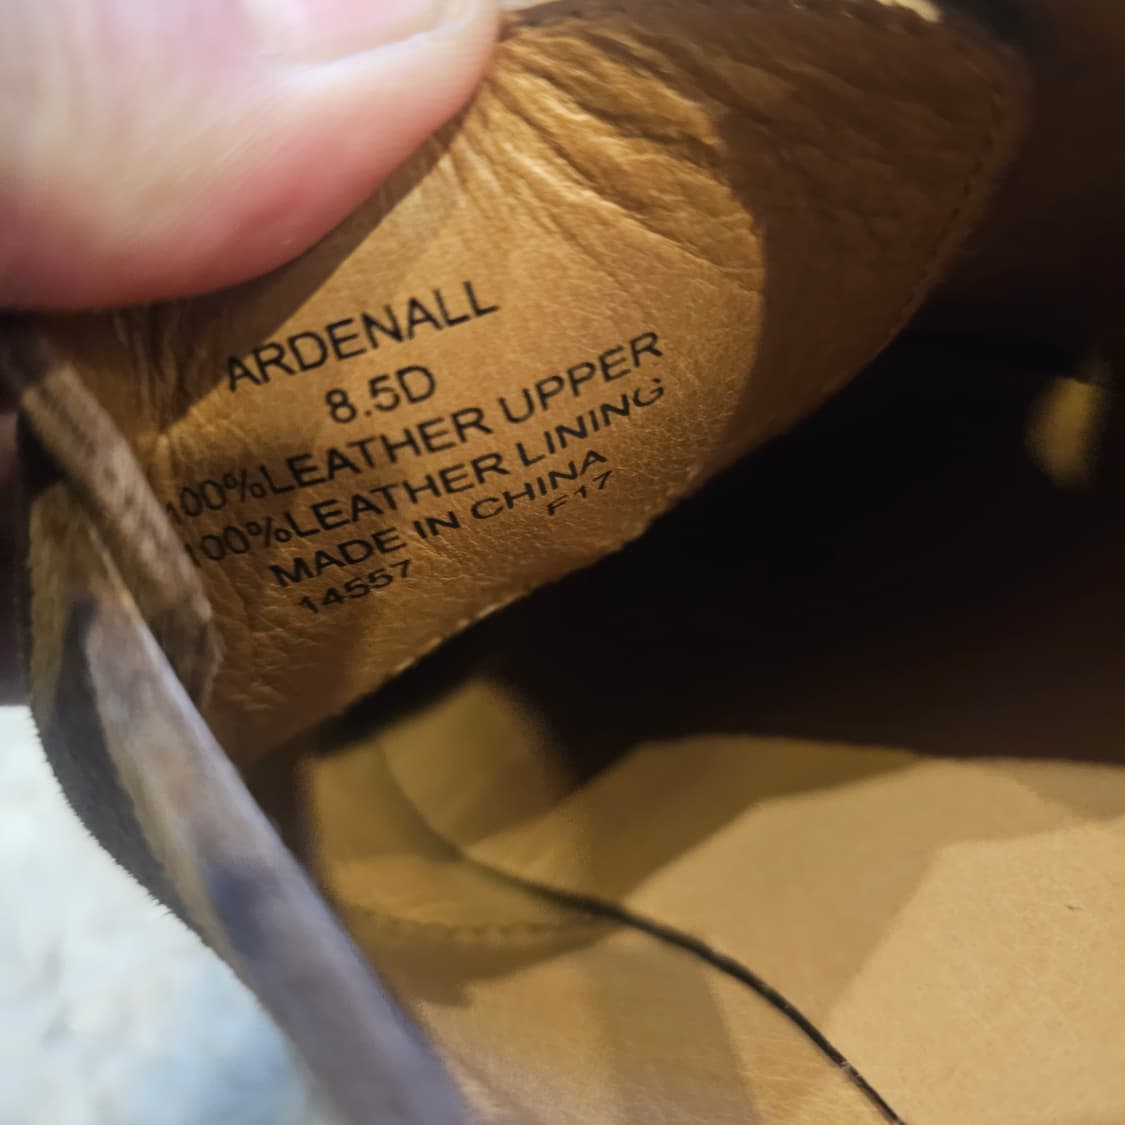 ARDENALL
8.5D
100%LEATHER UPPER
100%LEATHER LINING
MADE IN CHINA
14557 F17